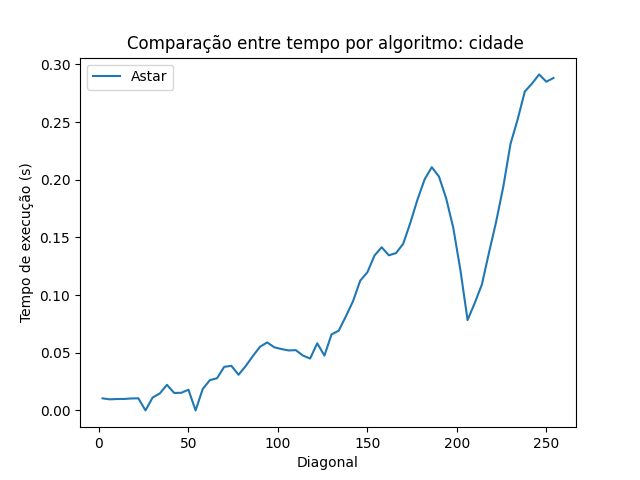 Comparação entre tempo por algoritmo: cidade
Astar
Tempo de execução (s)
0.30
0.25
0.20
0.15
0.10
0.05
0.00
0 50 100 150 200 250
Diagonal